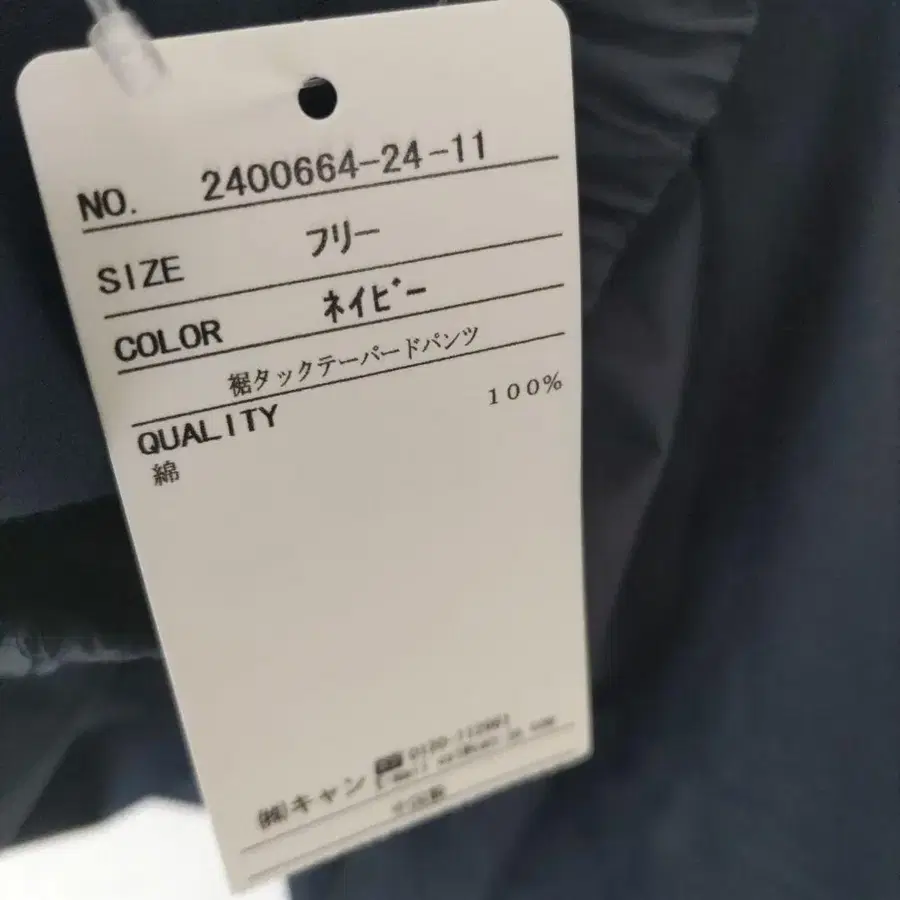 NO. 2400664-24-11
SIZE フリー
COLOR ネイビー
裾タックテーパードパンツ
QUALITY
100%
綿
㈱キャン